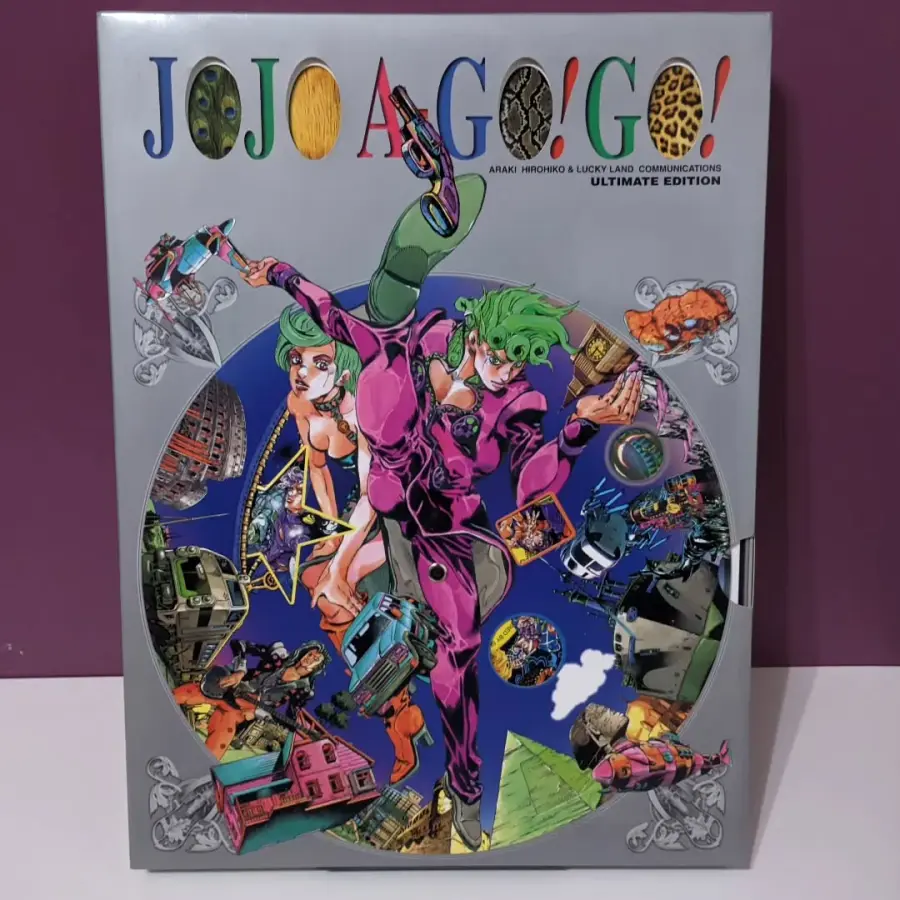 JOJO A-GO!GO!
ARAKI HIROHIKO & LUCKY LAND COMMUNICATIONS
ULTIMATE EDITION